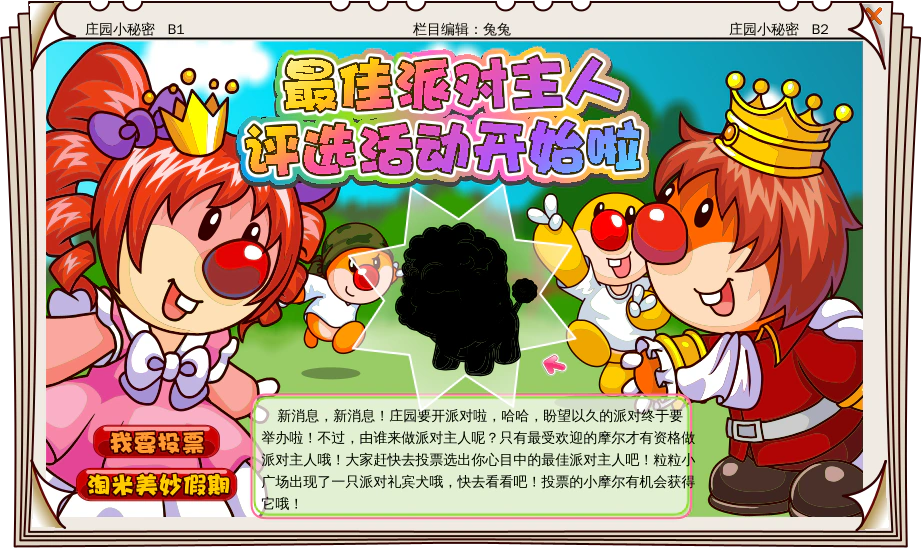 庄园小秘密 B1
栏目编辑：兔兔
庄园小秘密 B2
最佳派对主人
评选活动开始啦
新消息，新消息！庄园要开派对啦，哈哈，盼望以久的派对终于要
举办啦！不过，由谁来做派对主人呢？只有最受欢迎的摩尔才有资格做
派对主人哦！大家赶快去投票选出你心目中的最佳派对主人吧！粒粒小
广场出现了一只派对礼宾犬哦，快去看看吧！投票的小摩尔有机会获得
它哦！
我要投票
淘米美妙假期